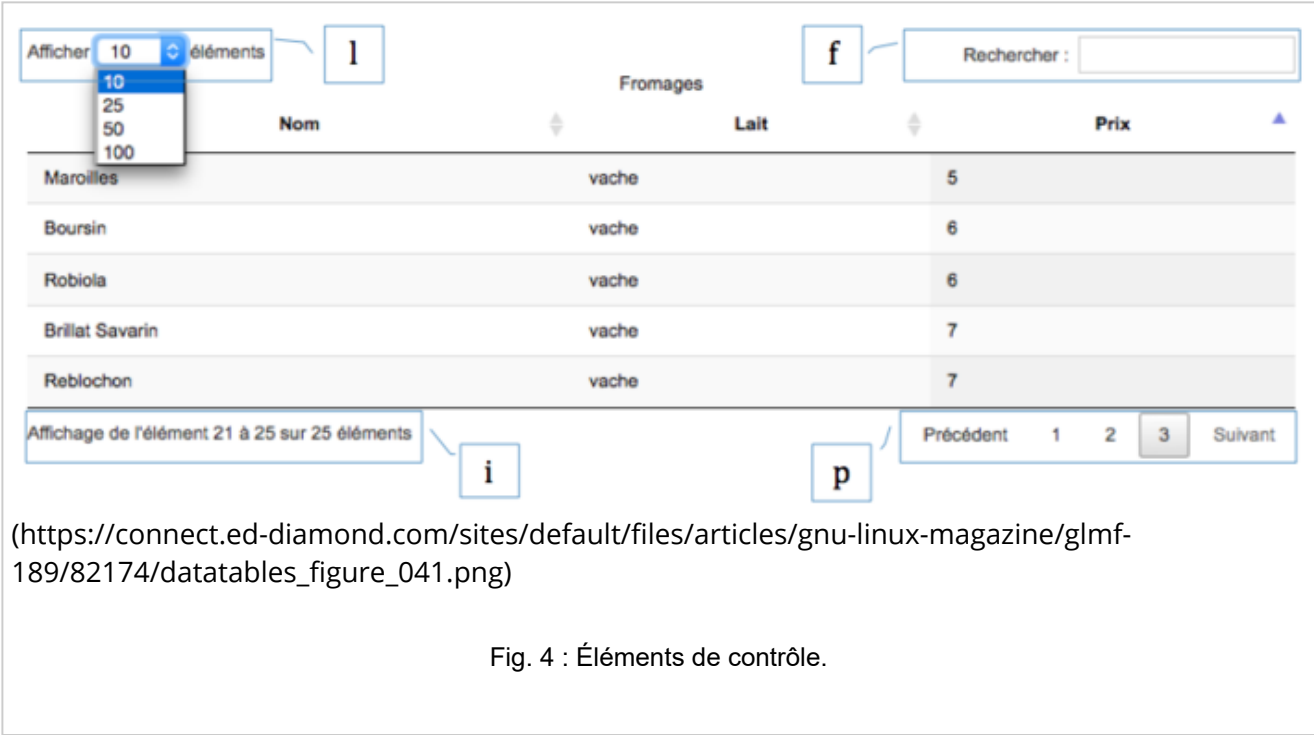 Afficher 10 éléments
l
f
Rechercher :
10
25
50
100
Fromages
Nom Lait Prix
Maroilles vache 5
Boursin vache 6
Robiola vache 6
Brillat Savarin vache 7
Reblochon vache 7
Affichage de l'élément 21 à 25 sur 25 éléments
i
p
Précédent 1 2 3 Suivant
(https://connect.ed-diamond.com/sites/default/files/articles/gnu-linux-magazine/glmf-
189/82174/datatables_figure_041.png)
Fig. 4 : Éléments de contrôle.